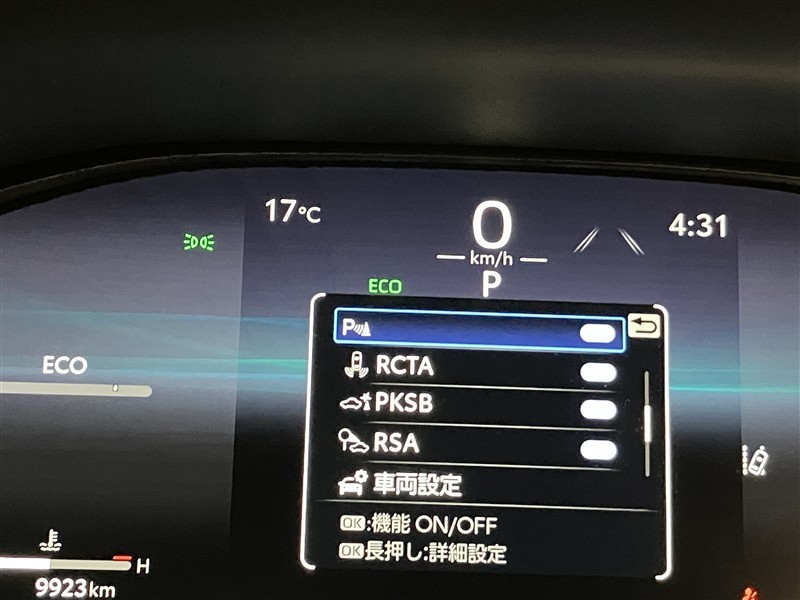 17°C
0
4:31
km/h
ECO
P
P
RCTA
ECO
PKSB
RSA
車両設定
OK:機能 ON/OFF
OK長押し:詳細設定
H
9923km